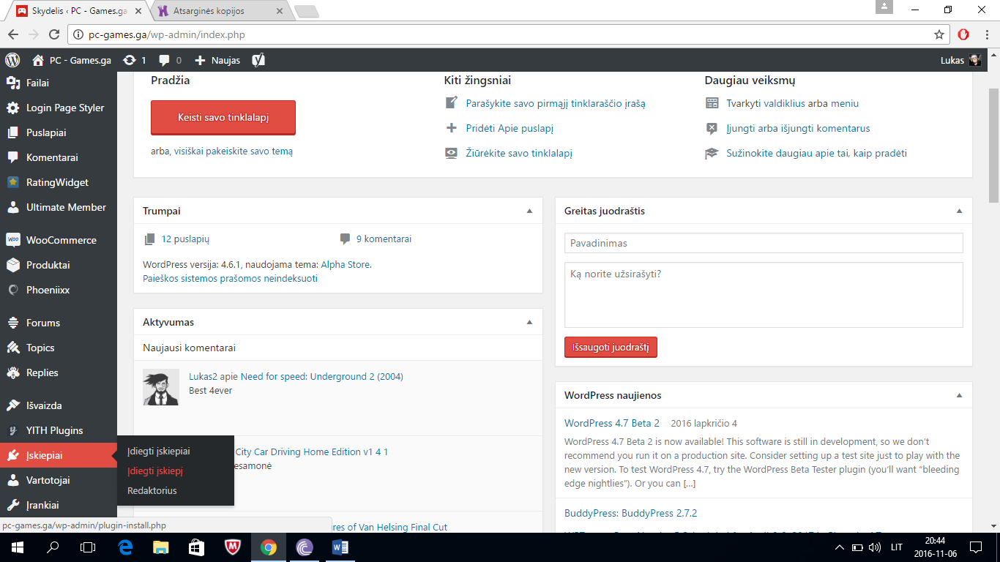 Skydelis ‹ PC - Games.ga
Atsarginės kopijos
pc-games.ga/wp-admin/index.php
PC - Games.ga
1
0
Naujas
Lukas
Failai
Login Page Styler
Puslapiai
Komentarai
RatingWidget
Ultimate Member
WooCommerce
Produktai
Phoeniixx
Forums
Topics
Replies
Išvaizda
YITH Plugins
Įskiepiai
Vartotojai
Įrankiai
Įdiegti įskiepiai
Įdiegti įskiepį
Redaktorius
Pradžia
Keisti savo tinklalapį
arba, visiškai pakeiskite savo temą
Kiti žingsniai
Parašykite savo pirmąjį tinklaraščio įrašą
Pridėti Apie puslapį
Žiūrėkite savo tinklalapį
Daugiau veiksmų
Tvarkyti valdiklius arba meniu
Įjungti arba išjungti komentarus
Sužinokite daugiau apie tai, kaip pradėti
Trumpai
12 puslapių
9 komentarai
WordPress versija: 4.6.1, naudojama tema: Alpha Store.
Paieškos sistemos prašomos neindeksuoti
Aktyvumas
Naujausi komentarai
Lukas2 apie Need for speed: Underground 2 (2004)
Best 4ever
City Car Driving Home Edition v1 4 1
esamonė
res of Van Helsing Final Cut
Greitas juodraštis
Pavadinimas
Ką norite užsirašyti?
Išsaugoti juodraštį
WordPress naujienos
WordPress 4.7 Beta 2 2016 lapkričio 4
WordPress 4.7 Beta 2 is now available! This software is still in development, so we don’t
recommend you run it on a production site. Consider setting up a test site just to play with
the new version. To test WordPress 4.7, try the WordPress Beta Tester plugin (you’ll want “bleeding
edge nightlies”). Or you can […]
BuddyPress: BuddyPress 2.7.2
pc-games.ga/wp-admin/plugin-install.php
LIT
20:44
2016-11-06